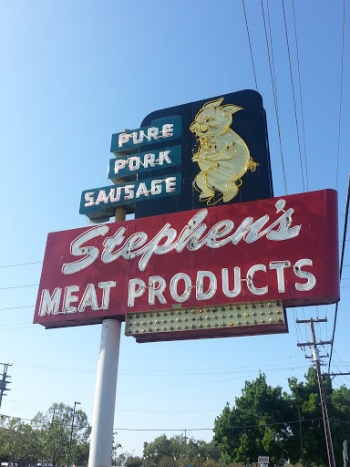 PURE
PORK
SAUSAGE
Stephen's
MEAT PRODUCTS